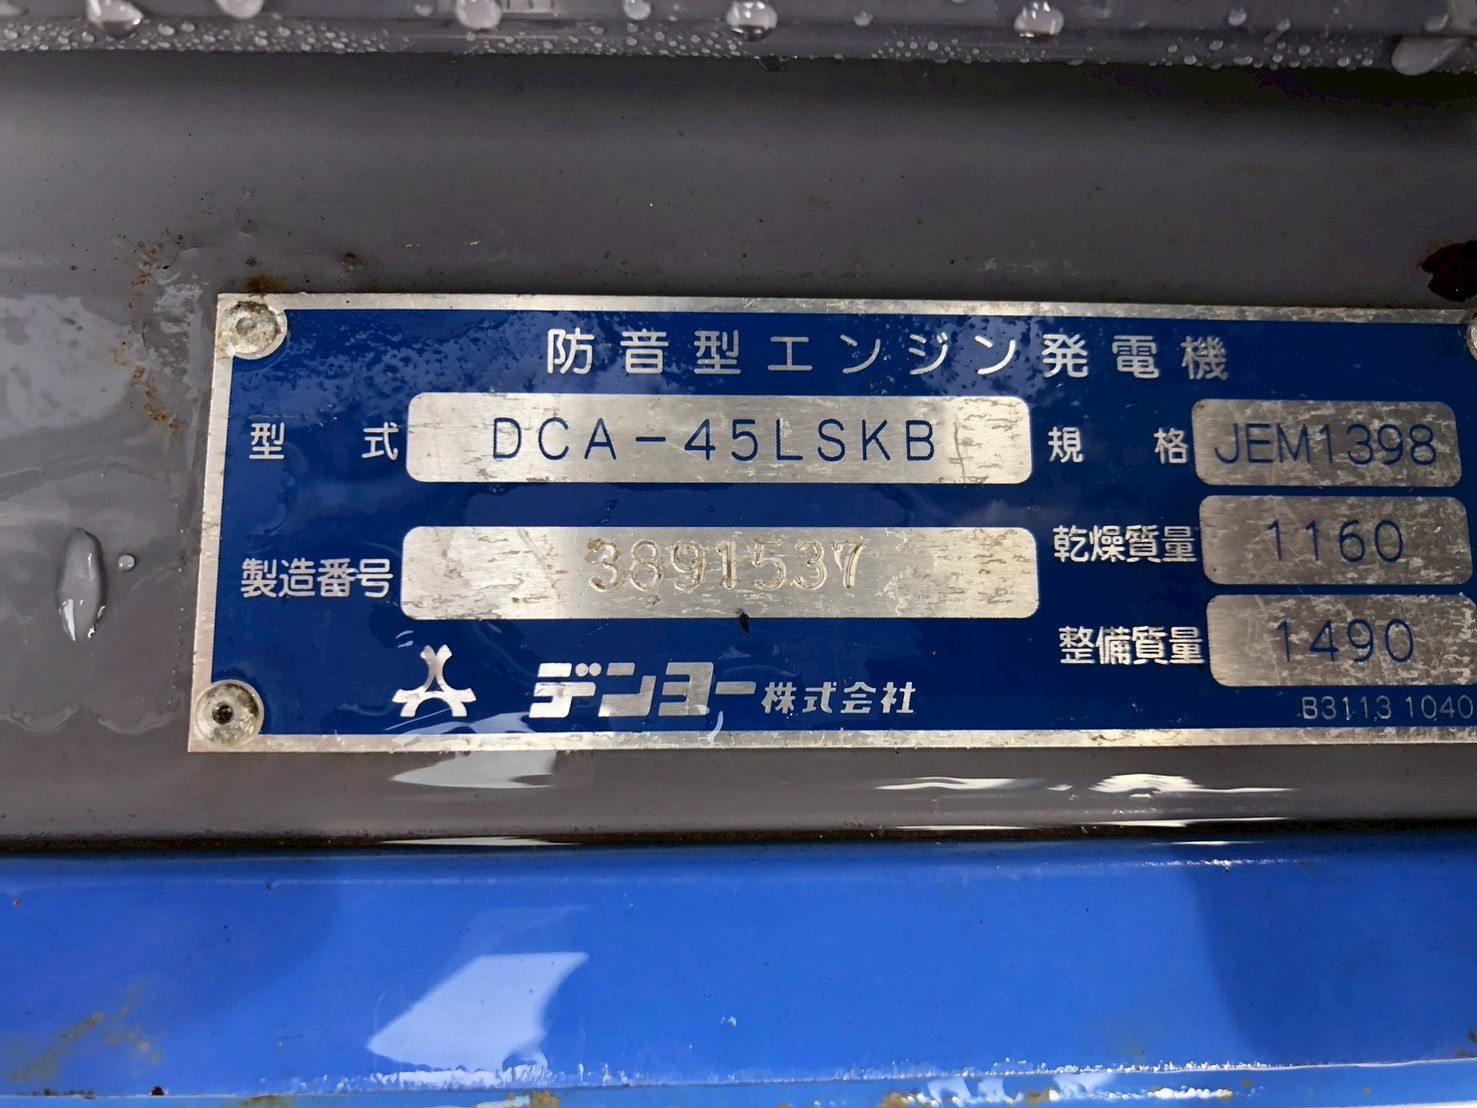 防音型エンジン発電機
型式 DCA-45LSKB 規格 JEM1398
製造番号 3891537 乾燥質量 1160
整備質量 1490
デンヨー株式会社
B3113 1040